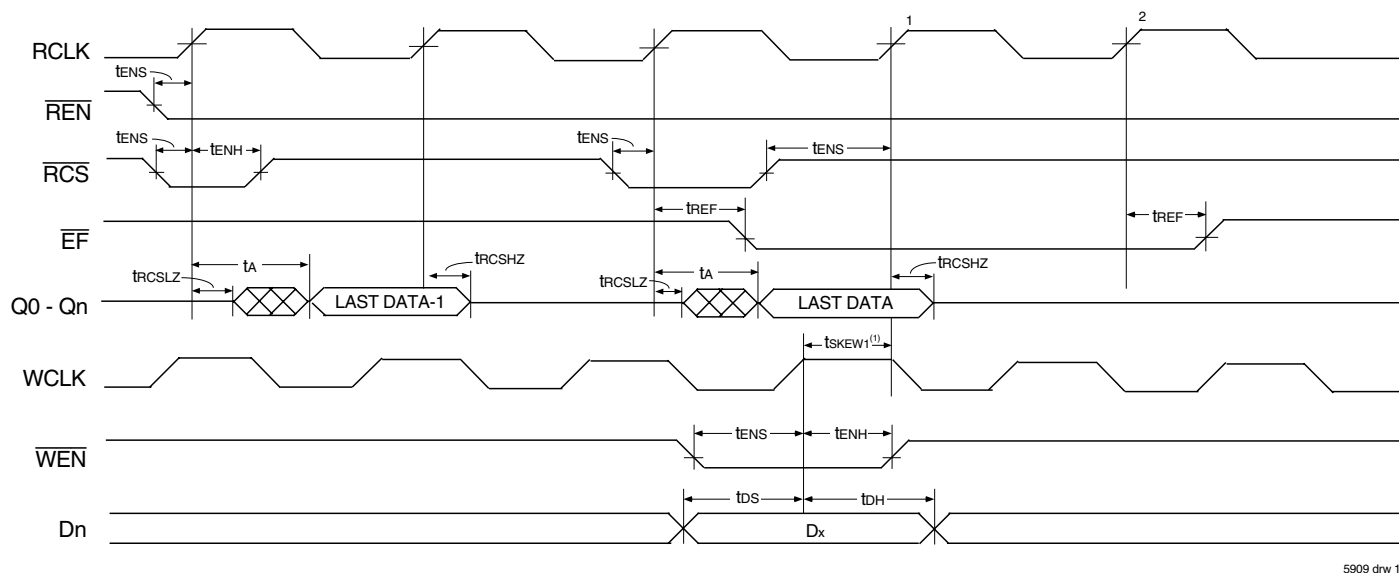 1 2
RCLK
tENS
REN
tENS tENH tENS tENS
RCS
tREF tREF
EF
tRCSLZ tA tRCSHZ tRCSLZ tA tRCSHZ
Q0 - Qn LAST DATA-1 LAST DATA
tSKEW1(1)
WCLK
tENS tENH
WEN
tDS tDH
Dn Dx
5909 drw 1